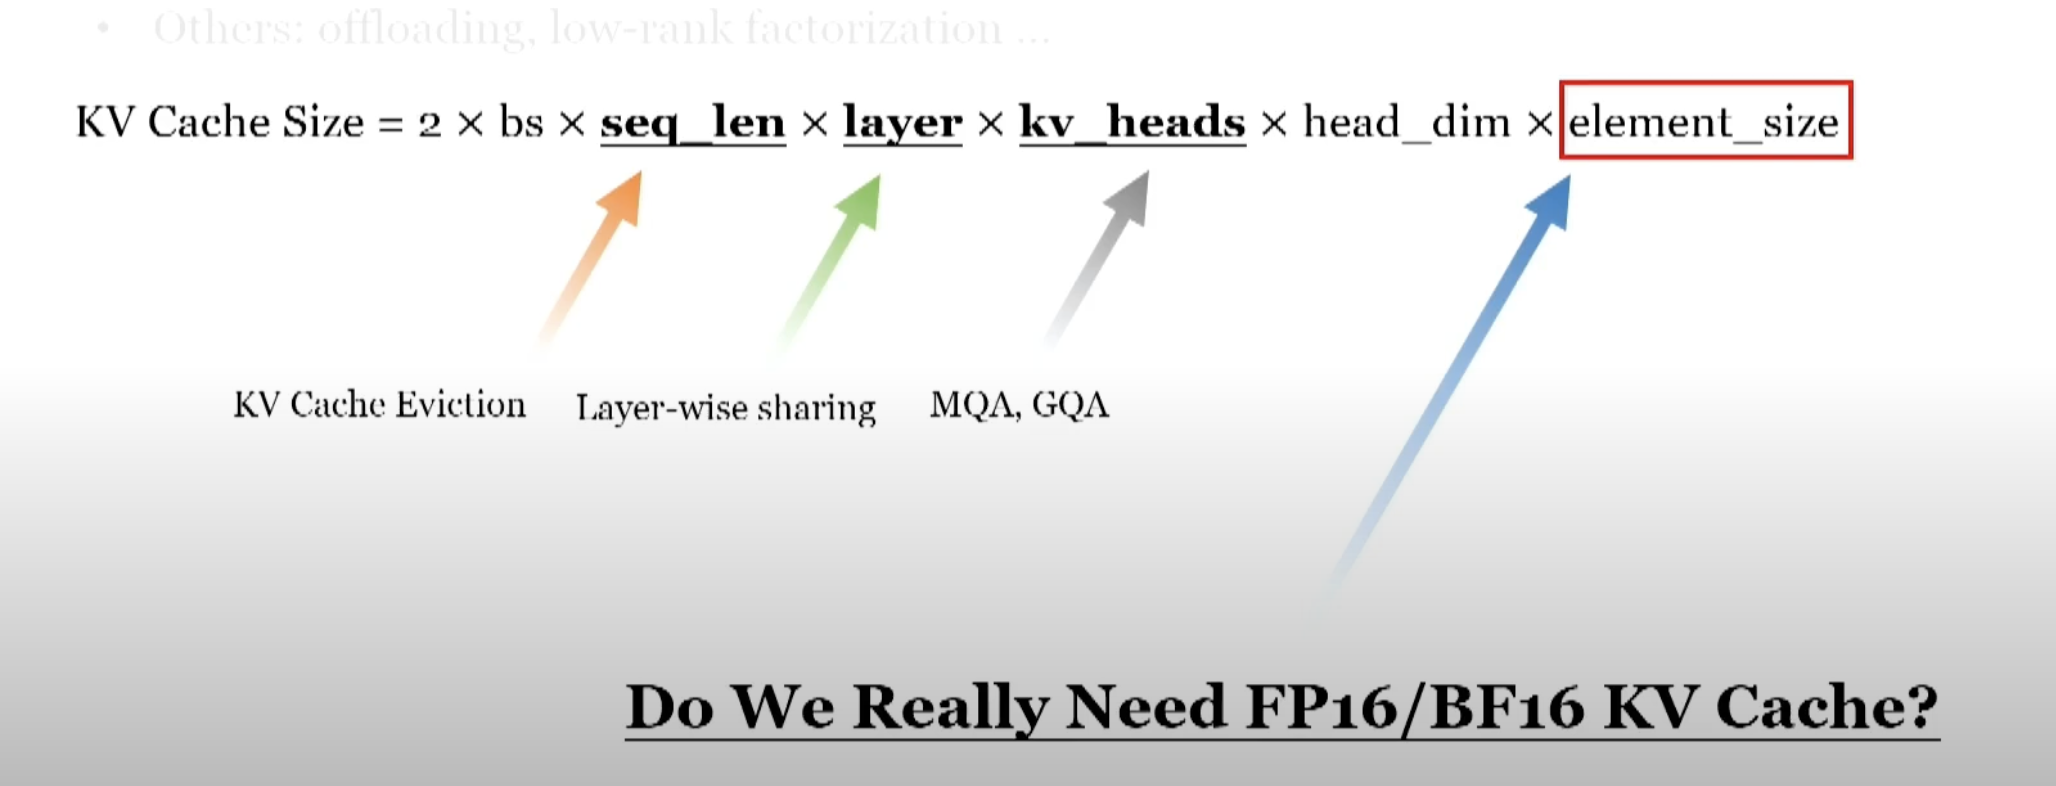 • Others: offloading, low-rank factorization ...
KV Cache Size = 2 × bs × seq_len × layer × kv_heads × head_dim × element_size
KV Cache Eviction Layer-wise sharing MQA, GQA
Do We Really Need FP16/BF16 KV Cache?